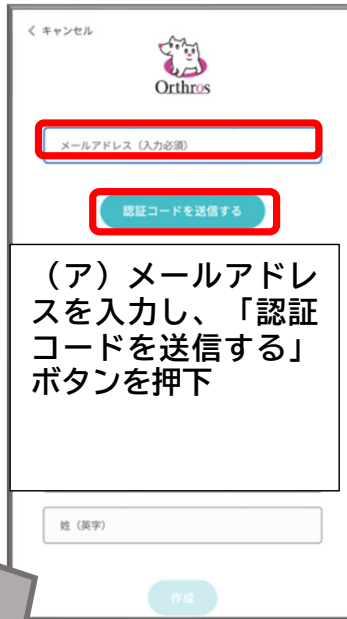 < キャンセル
Orthros
メールアドレス（入力必須）
認証コードを送信する
（ア）メールアドレ
スを入力し、「認証
コードを送信する」
ボタンを押下
姓（英字）
作成